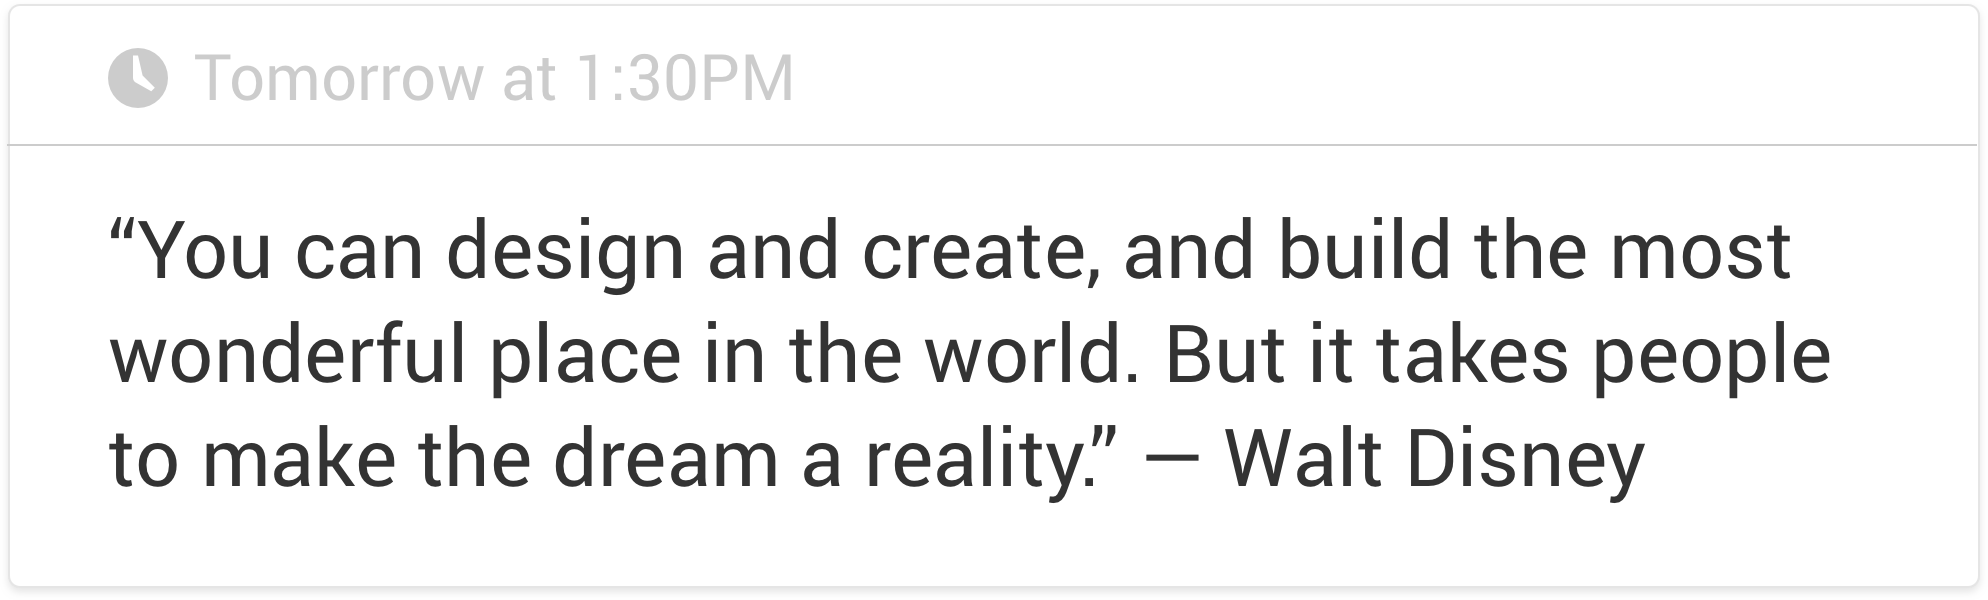 Tomorrow at 1:30PM
“You can design and create, and build the most
wonderful place in the world. But it takes people
to make the dream a reality.” — Walt Disney